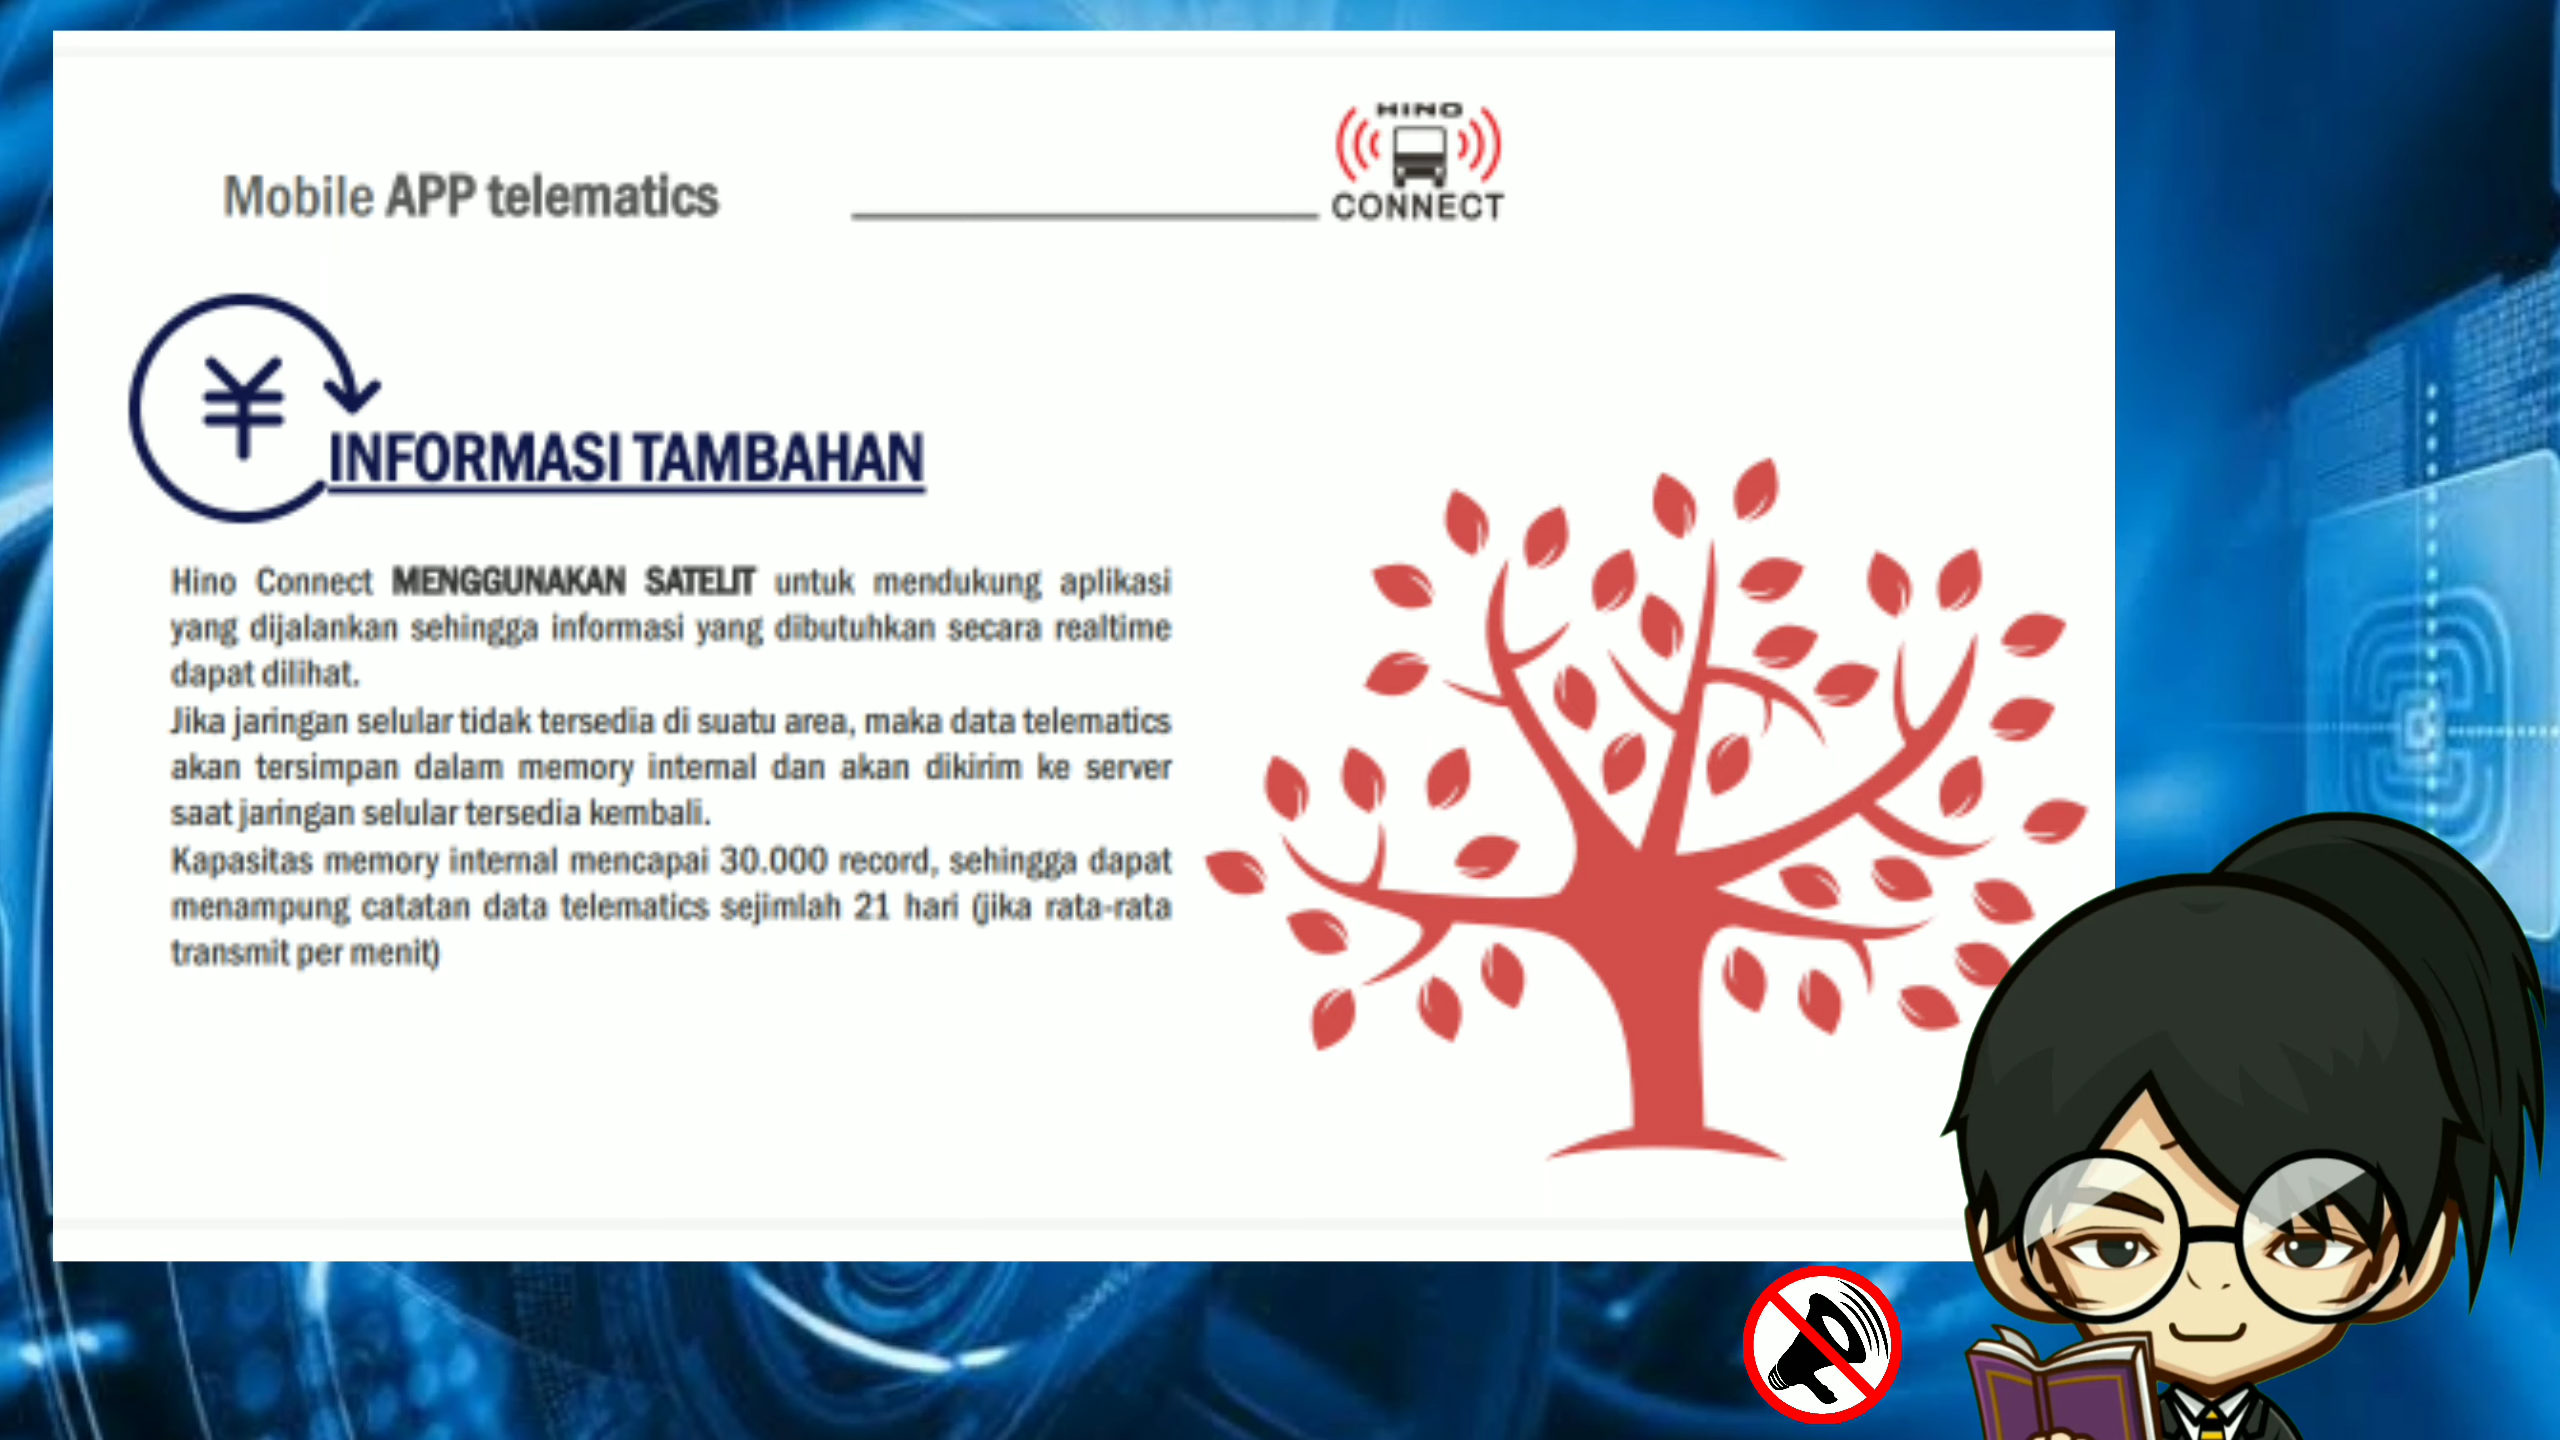 HINO
CONNECT
Mobile APP telematics
¥
INFORMASI TAMBAHAN
Hino Connect MENGGUNAKAN SATELIT untuk mendukung aplikasi
yang dijalankan sehingga informasi yang dibutuhkan secara realtime
dapat dilihat.
Jika jaringan selular tidak tersedia di suatu area, maka data telematics
akan tersimpan dalam memory internal dan akan dikirim ke server
saat jaringan selular tersedia kembali.
Kapasitas memory internal mencapai 30.000 record, sehingga dapat
menampung catatan data telematics sejimlah 21 hari (jika rata-rata
transmit per menit)